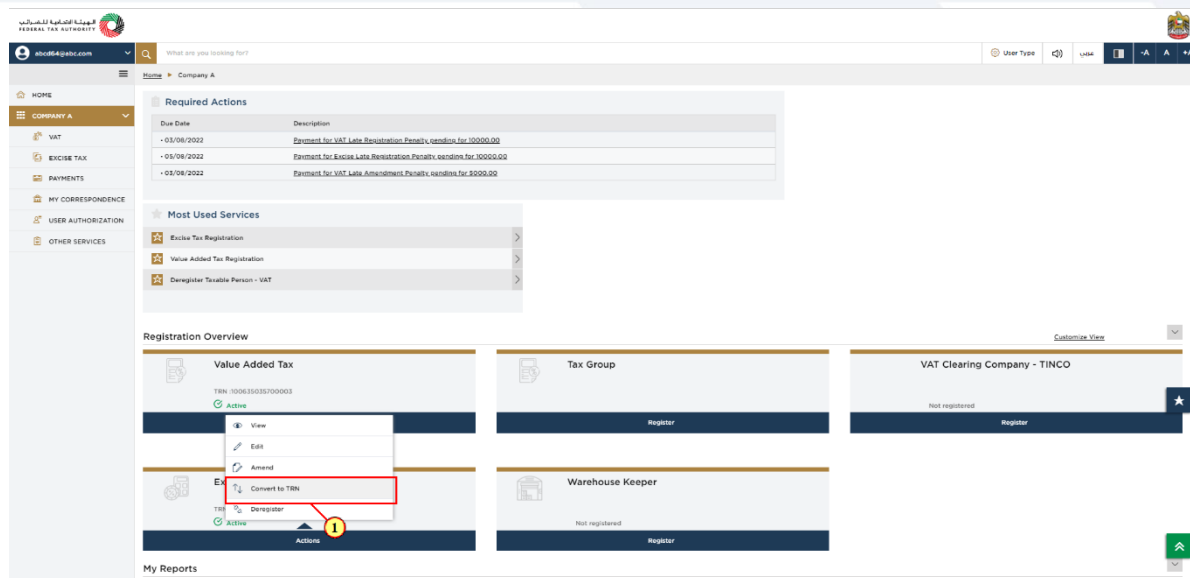 الهيئة الاتحادية للضرائب
FEDERAL TAX AUTHORITY
abcd64@abc.com
What are you looking for?
User Type
عربي
-A
A
Home
Company A
HOME
COMPANY A
VAT
EXCISE TAX
PAYMENTS
MY CORRESPONDENCE
USER AUTHORIZATION
OTHER SERVICES
Required Actions
Due Date Description
• 03/08/2022 Payment for VAT Late Registration Penalty pending for 10000.00
• 05/08/2022 Payment for Excise Late Registration Penalty pending for 10000.00
• 03/08/2022 Payment for VAT Late Amendment Penalty pending for 5000.00
Most Used Services
Excise Tax Registration
Value Added Tax Registration
Deregister Taxable Person - VAT
Registration Overview
Customize View
Value Added Tax
TRN :100635035700003
Active
View
Edit
Amend
Convert to TRN
Deregister
1
Tax Group
Register
VAT Clearing Company - TINCO
Not registered
Register
Ex
TRN
Active
Actions
Warehouse Keeper
Not registered
Register
My Reports